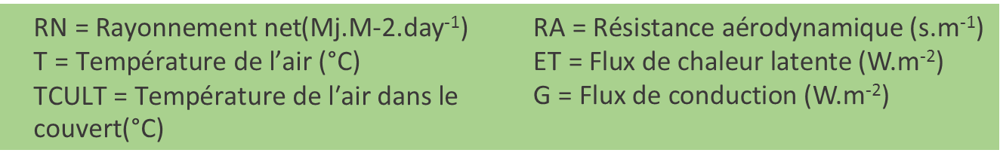 RN = Rayonnement net(Mj.M-2.day⁻¹)
T = Température de l’air (°C)
TCULT = Température de l’air dans le
couvert(°C)
RA = Résistance aérodynamique (s.m⁻¹)
ET = Flux de chaleur latente (W.m⁻²)
G = Flux de conduction (W.m⁻²)